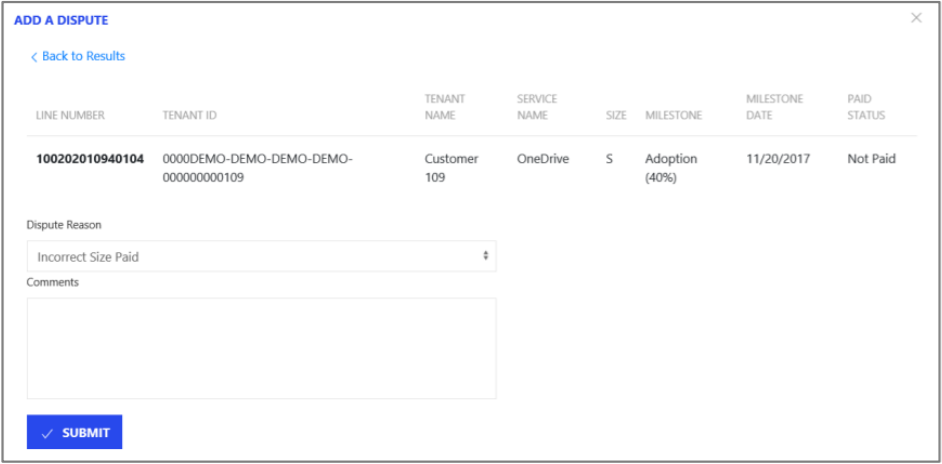 ADD A DISPUTE
< Back to Results
TENANT SERVICE MILESTONE PAID
LINE NUMBER TENANT ID NAME NAME SIZE MILESTONE DATE STATUS
100202010940104 0000DEMO-DEMO-DEMO-DEMO- Customer OneDrive S Adoption 11/20/2017 Not Paid
000000000109 109 (40%)
Dispute Reason
Incorrect Size Paid
Comments
✓ SUBMIT